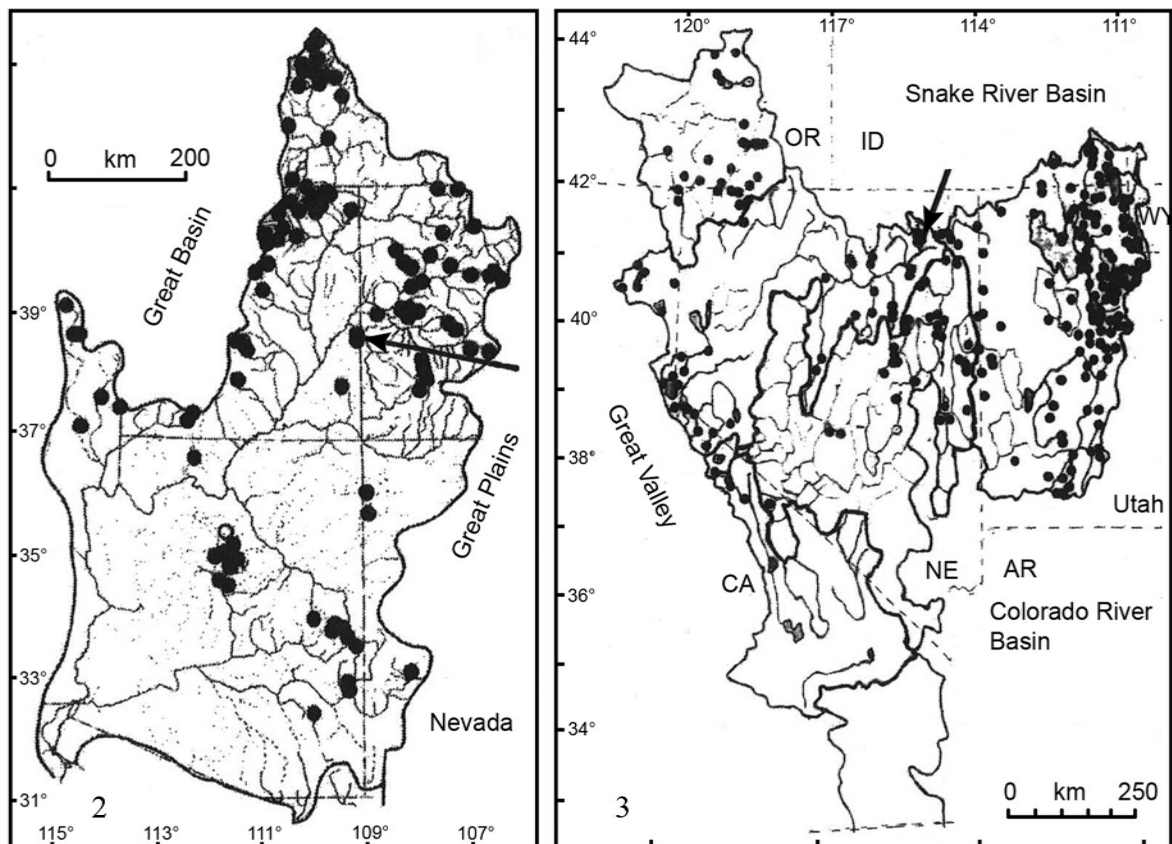 0 km 200
Great Basin
39°
37°
Great Plains
35°
33°
Nevada
31°
2
115° 113° 111° 109° 107°
3
120° 117° 114° 111°
44°
Snake River Basin
OR ID
42°
WY
40°
Great Valley
38°
Utah
CA
NE AR
36°
Colorado River
Basin
34°
0 km 250